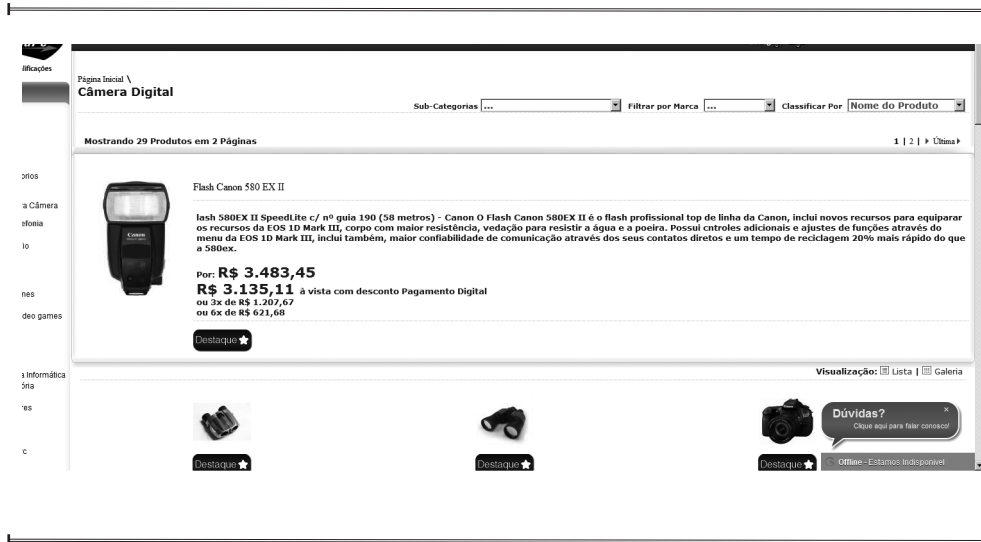 lificações
Página Inicial \
Câmera Digital
Sub-Categorias ... Filtrar por Marca ... Classificar Por Nome do Produto
Mostrando 29 Produtos em 2 Páginas 1 | 2 | Última
orios
ra Câmera
efonia
io
nes
deo games
a Informática
ória
res
c
Flash Canon 580 EX II
Canon
lash 580EX II SpeedLite c/ nº guia 190 (58 metros) - Canon O Flash Canon 580EX II é o flash profissional top de linha da Canon, inclui novos recursos para equiparar
os recursos da EOS 1D Mark III, corpo com maior resistência, vedação para resistir a água e a poeira. Possui cntroles adicionais e ajustes de funções através do
menu da EOS 1D Mark III, inclui também, maior confiabilidade de comunicação através dos seus contatos diretos e um tempo de reciclagem 20% mais rápido do que
a 580ex.
Por: R$ 3.483,45
R$ 3.135,11 à vista com desconto Pagamento Digital
ou 3x de R$ 1.207,67
ou 6x de R$ 621,68
Destaque
Visualização: Lista | Galeria
Destaque
Destaque
Destaque
Dúvidas? ×
Clique aqui para falar conosco!
Offline - Estamos Indisponivel